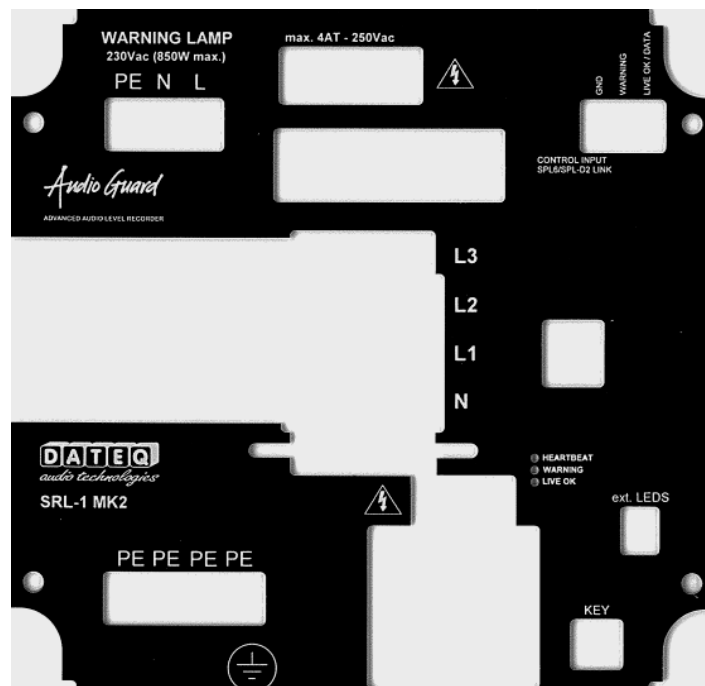 WARNING LAMP
230Vac (850W max.)
PE N L
max. 4AT - 250Vac
GND
WARNING
LIVE OK / DATA
CONTROL INPUT
SPL6/SPL-D2 LINK
Audio Guard
ADVANCED AUDIO LEVEL RECORDER
L3
L2
L1
N
DATEQ
audio technologies
SRL-1 MK2
HEARTBEAT
WARNING
LIVE OK
ext. LEDS
PE PE PE PE
KEY